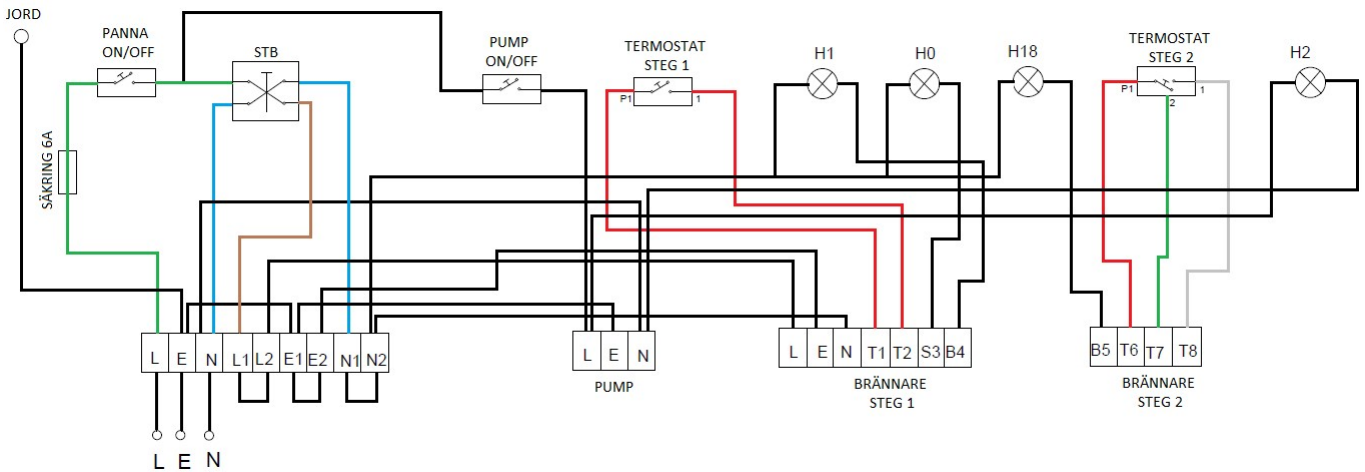 JORD
PANNA
ON/OFF
STB
PUMP
ON/OFF
TERMOSTAT
STEG 1
P1
1
H1
H0
H18
TERMOSTAT
STEG 2
P1
1
2
H2
SÄKRING 6A
L E N L1 L2 E1 E2 N1 N2
L E N
PUMP
L E N T1 T2 S3 B4
BRÄNNARE
STEG 1
B5 T6 T7 T8
BRÄNNARE
STEG 2
L E N